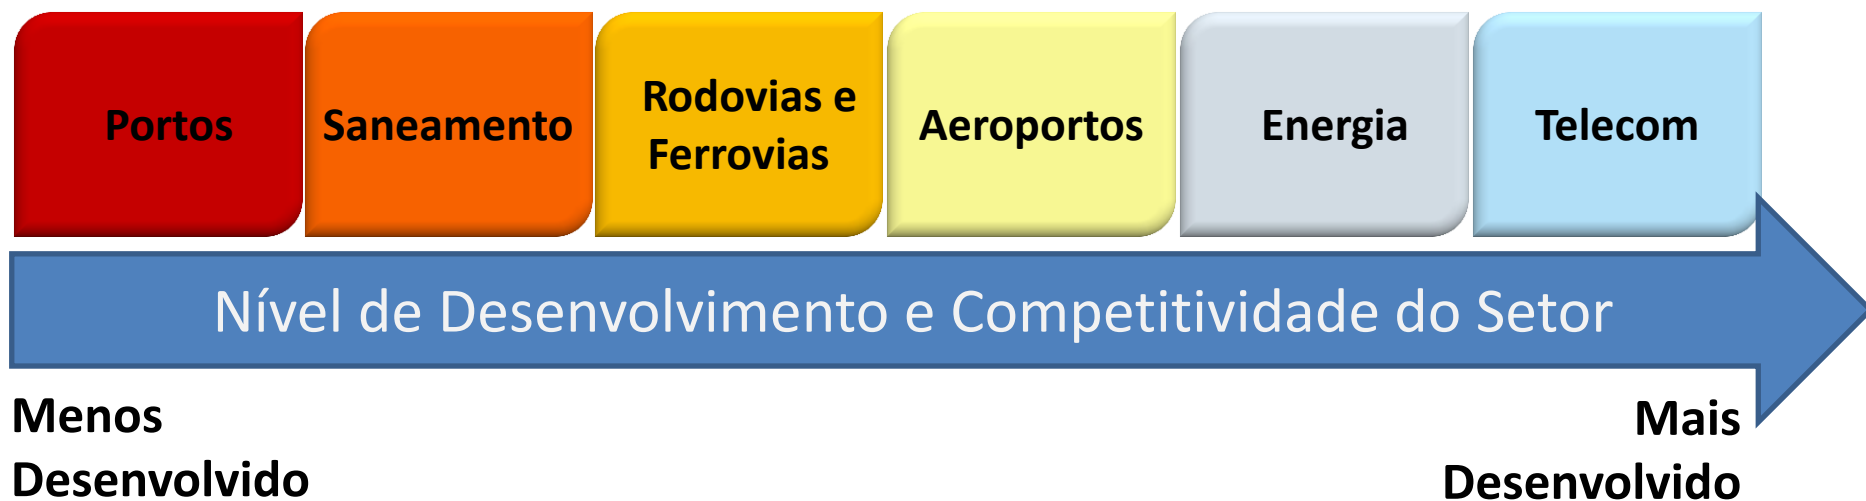 Portos
Saneamento
Rodovias e
Ferrovias
Aeroportos
Energia
Telecom
Nível de Desenvolvimento e Competitividade do Setor
Menos
Desenvolvido
Mais
Desenvolvido